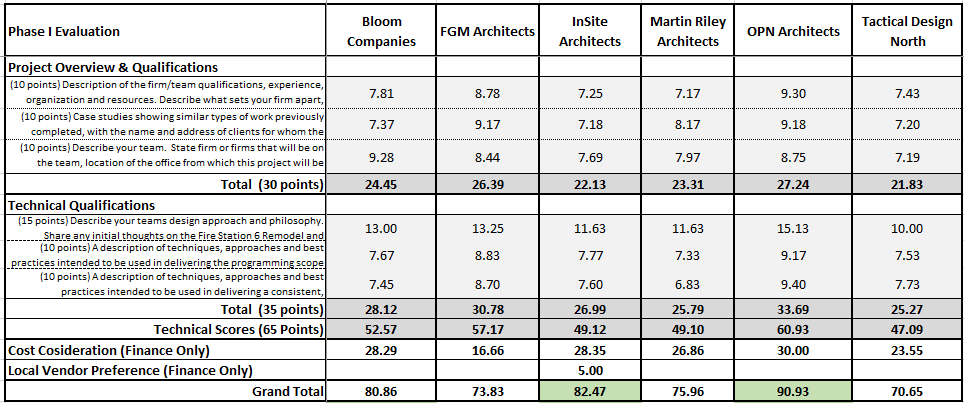 Phase I Evaluation Bloom Companies FGM Architects InSite Architects Martin Riley Architects OPN Architects Tactical Design North
Project Overview & Qualifications
(10 points) Description of the firm/team qualifications, experience,
organization and resources. Describe what sets your firm apart, 7.81 8.78 7.25 7.17 9.30 7.43
(10 points) Case studies showing similar types of work previously
completed, with the name and address of clients for whom the 7.37 9.17 7.18 8.17 9.18 7.20
(10 points) Describe your team. State firm or firms that will be on
the team, location of the office from which this project will be 9.28 8.44 7.69 7.97 8.75 7.19
Total (30 points) 24.45 26.39 22.13 23.31 27.24 21.83
Technical Qualifications
(15 points) Describe your teams design approach and philosophy.
Share any initial thoughts on the Fire Station 6 Remodel and 13.00 13.25 11.63 11.63 15.13 10.00
(10 points) A description of techniques, approaches and best
practices intended to be used in delivering the programming scope 7.67 8.83 7.77 7.33 9.17 7.53
(10 points) A description of techniques, approaches and best
practices intended to be used in delivering a consistent, 7.45 8.70 7.60 6.83 9.40 7.73
Total (35 points) 28.12 30.78 26.99 25.79 33.69 25.27
Technical Scores (65 Points) 52.57 57.17 49.12 49.10 60.93 47.09
Cost Cosideration (Finance Only) 28.29 16.66 28.35 26.86 30.00 23.55
Local Vendor Preference (Finance Only) 5.00
Grand Total 80.86 73.83 82.47 75.96 90.93 70.65